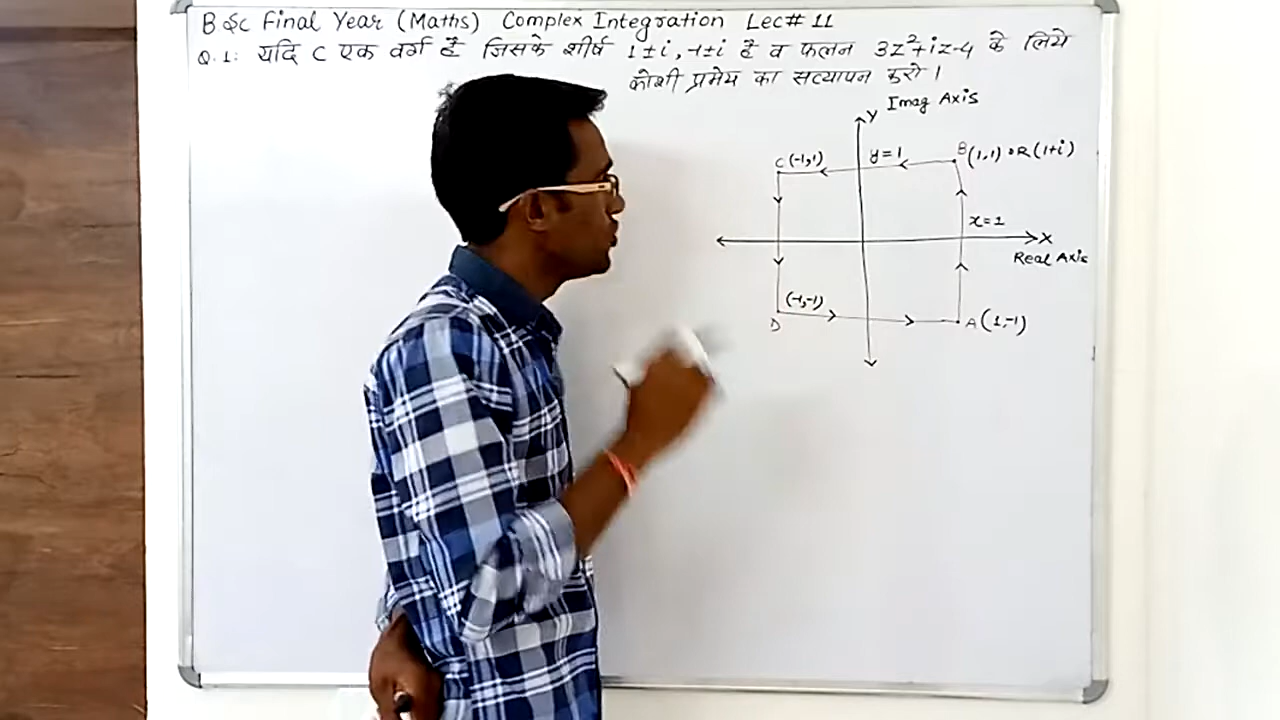 BSc Final Year (Maths) Complex Integration Lec# 11
Q.1: यदि C एक वर्ग है जिसके शीर्ष 1±i, -1±i है व फलन 3z²+iz-4 के लिये
कोशी प्रमेय का सत्यापन करो।
Y Imag Axis
C (-1,1) y=1 B (1,1) OR (1+i)
x=1
X
Real Axis
(-1,-1)
D A(1,-1)